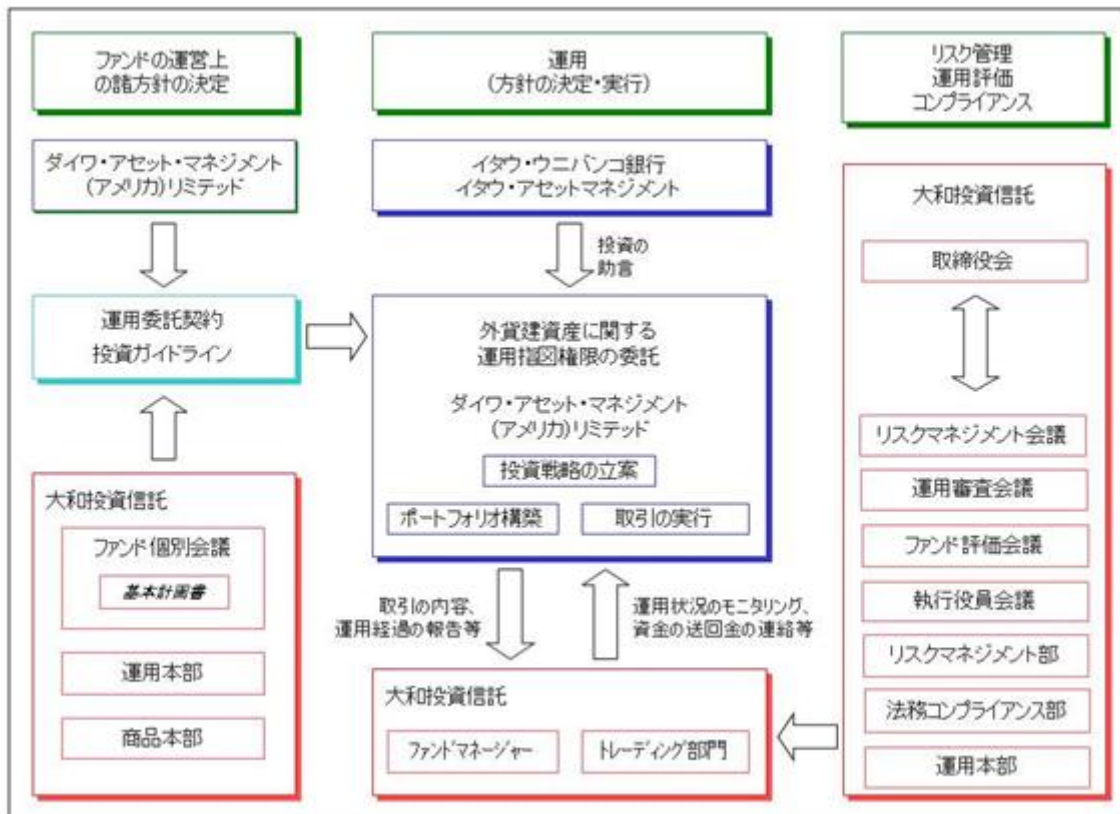 ファンドの運営上
の諸方針の決定
ダイワ・アセット・マネジメント
(アメリカ)リミテッド
運用委託契約
投資ガイドライン
大和投資信託
ファンド個別会議
基本計画書
運用本部
商品本部
運用
(方針の決定・実行)
イタウ・ウニバンコ銀行
イタウ・アセットマネジメント
投資の
助言
外貨建資産に関する
運用指図権限の委託
ダイワ・アセット・マネジメント
(アメリカ)リミテッド
投資戦略の立案
ポートフォリオ構築
取引の実行
取引の内容、
運用経過の報告等
運用状況のモニタリング、
資金の送回金の連絡等
大和投資信託
ファンドマネージャー
トレーディング部門
リスク管理
運用評価
コンプライアンス
大和投資信託
取締役会
リスクマネジメント会議
運用審査会議
ファンド評価会議
執行役員会議
リスクマネジメント部
法務コンプライアンス部
運用本部